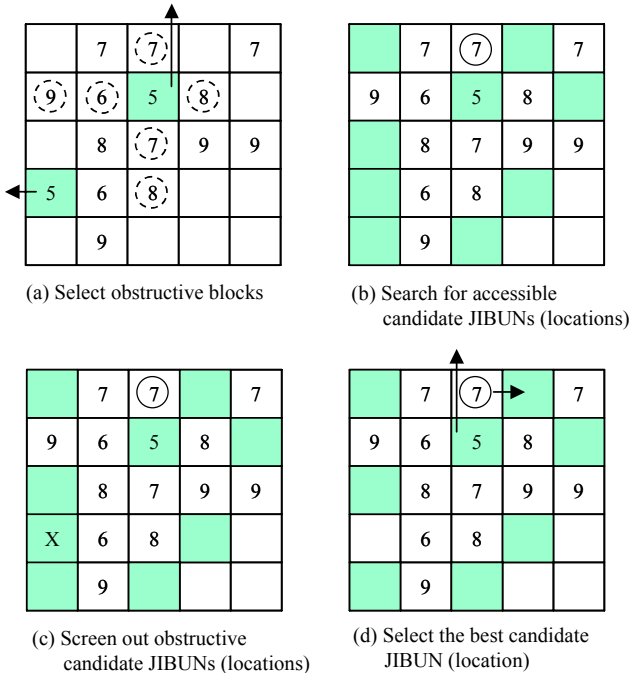 7 7 7
9 6 5 8
8 7 9 9
5 6 8
9
(a) Select obstructive blocks
7 7 7
9 6 5 8
8 7 9 9
6 8
9
(b) Search for accessible
candidate JIBUNs (locations)
7 7 7
9 6 5 8
8 7 9 9
X 6 8
9
(c) Screen out obstructive
candidate JIBUNs (locations)
7 7 7
9 6 5 8
8 7 9 9
6 8
9
(d) Select the best candidate
JIBUN (location)